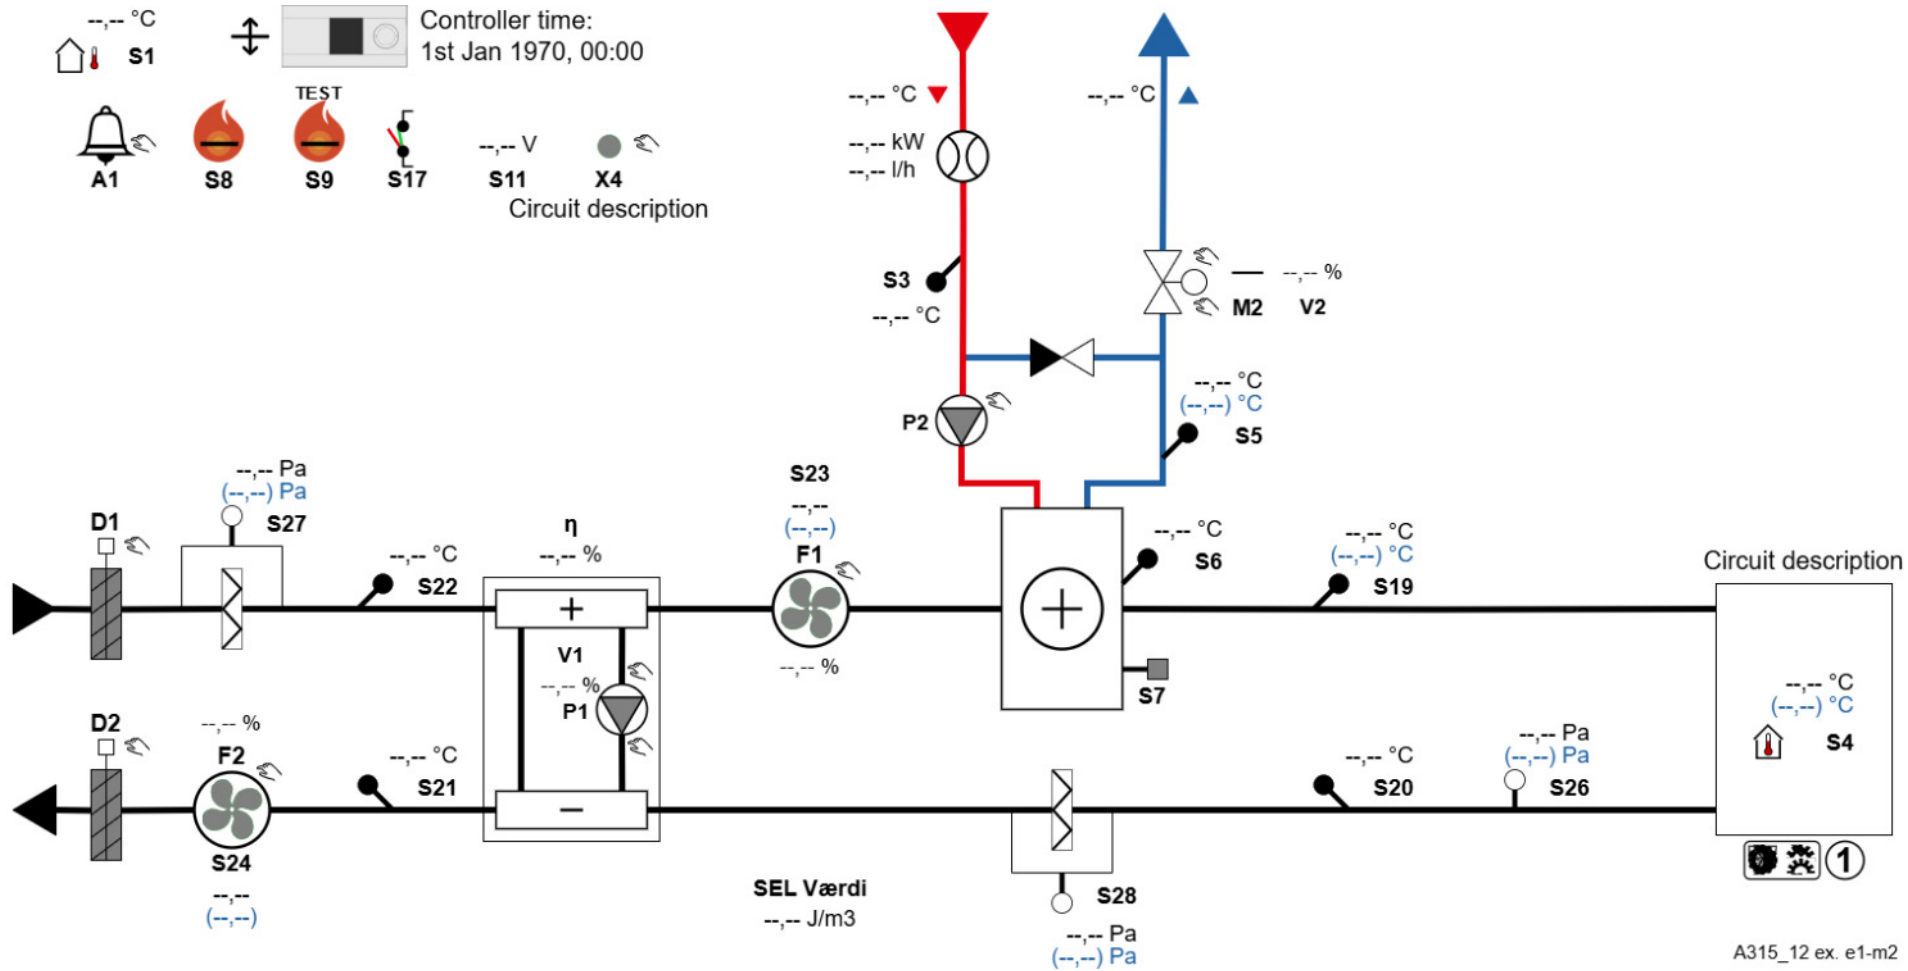 --,-- °C
S1
Controller time:
1st Jan 1970, 00:00
TEST
--,-- V
A1
S8
S9
S17
S11
X4
Circuit description
--,-- °C
--,-- kW
--,-- l/h
--,-- °C
S3
--,-- °C
--,-- %
M2
V2
--,-- °C
(--,--) °C
S5
P2
--,-- Pa
(--,--) Pa
S27
D1
--,-- °C
S22
η
--,-- %
S23
--,--
(--,--)
F1
--,-- %
--,-- °C
S6
--,-- °C
(--,--) °C
S19
Circuit description
V1
--,-- %
P1
S7
--,-- °C
(--,--) °C
S4
D2
--,-- %
F2
--,-- °C
S21
S24
--,--
(--,--)
--,-- °C
S20
--,-- Pa
(--,--) Pa
S26
1
SEL Værdi
--,-- J/m3
S28
--,-- Pa
(--,--) Pa
A315_12 ex. e1-m2